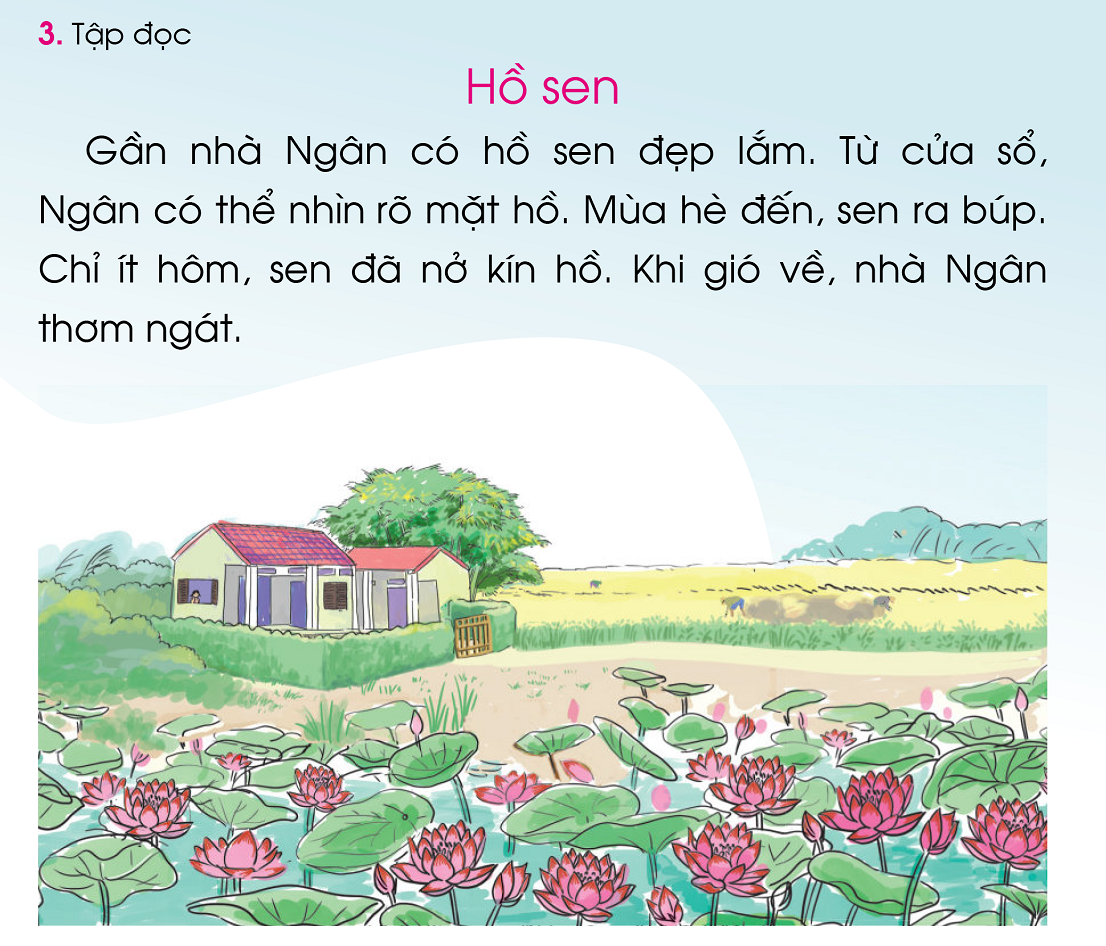 3. Tập đọc
Hồ sen
Gần nhà Ngân có hồ sen đẹp lắm. Từ cửa sổ,
Ngân có thể nhìn rõ mặt hồ. Mùa hè đến, sen ra búp.
Chỉ ít hôm, sen đã nở kín hồ. Khi gió về, nhà Ngân
thơm ngát.